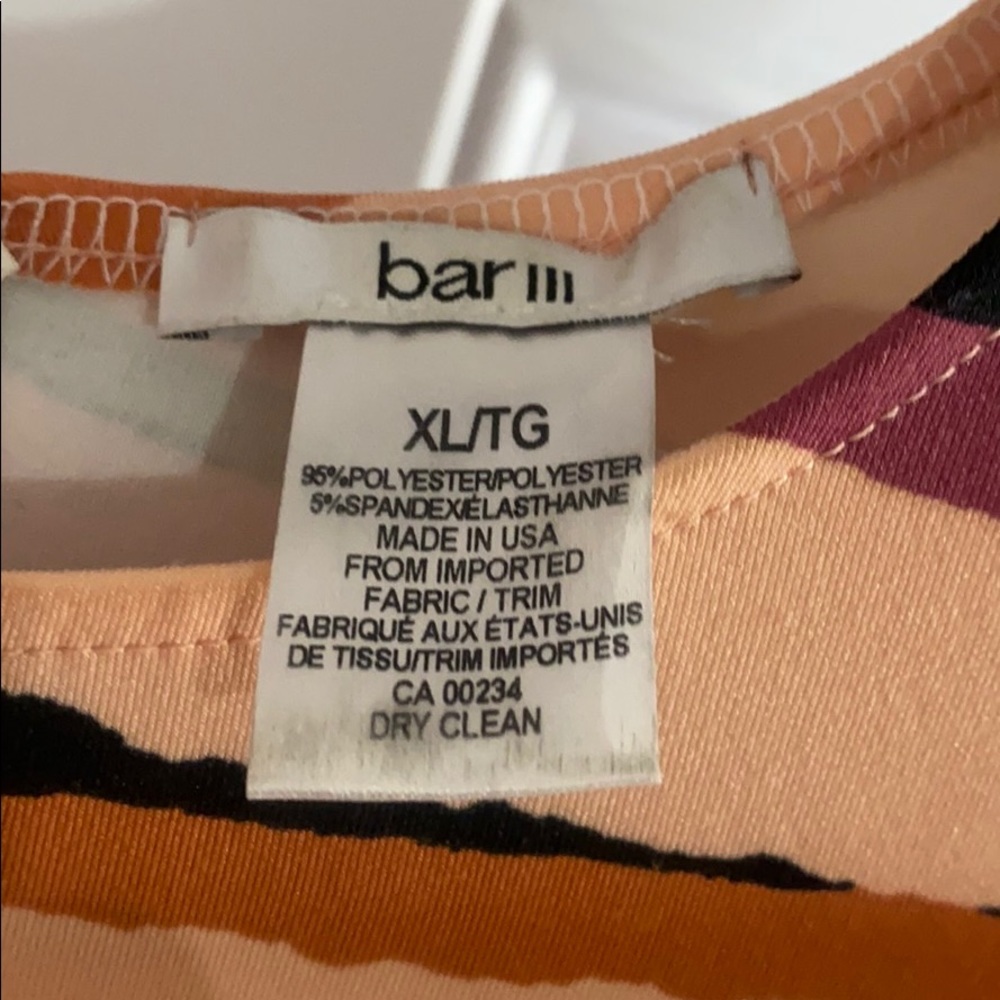 bar III
XL/TG
95%POLYESTER/POLYESTER
5%SPANDEX/ÉLASTHANNE
MADE IN USA
FROM IMPORTED
FABRIC / TRIM
FABRIQUÉ AUX ÉTATS-UNIS
DE TISSU/TRIM IMPORTÉS
CA 00234
DRY CLEAN